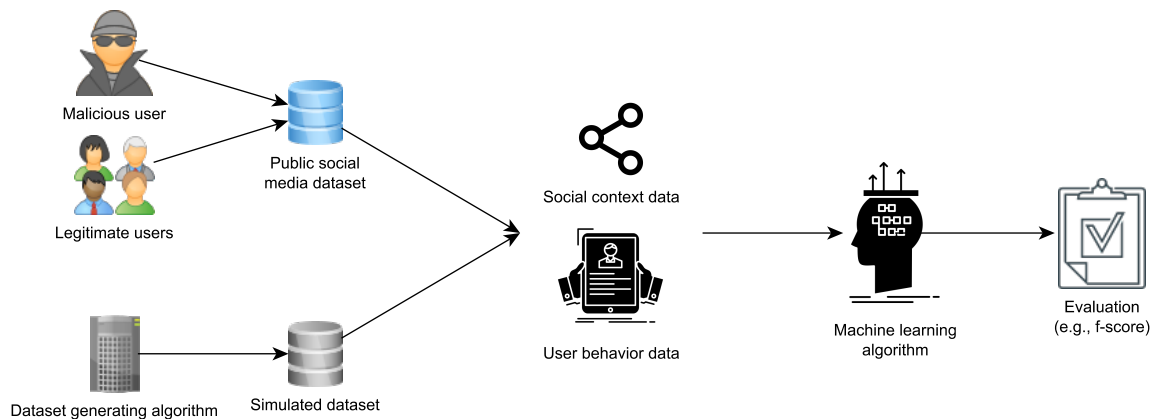 Malicious user
Legitimate users
Public social
media dataset
Dataset generating algorithm
Simulated dataset
Social context data
User behavior data
Machine learning
algorithm
Evaluation
(e.g., f-score)